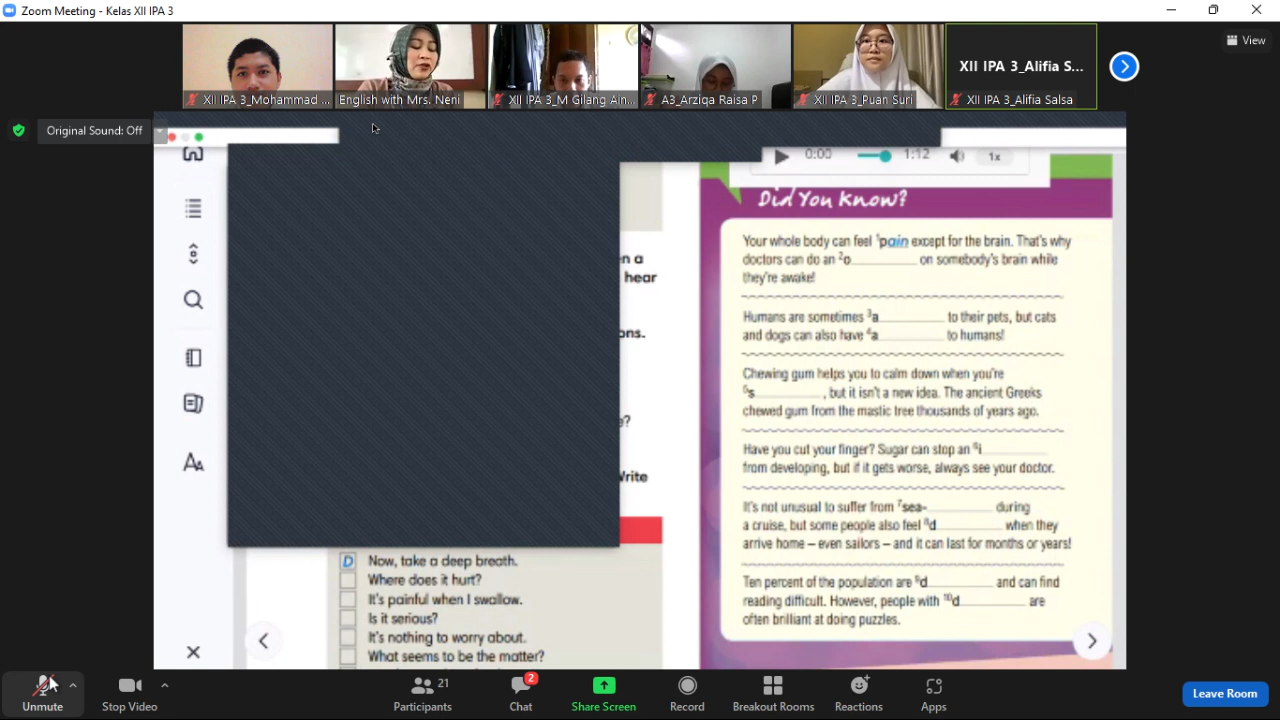 Zoom Meeting - Kelas XII IPA 3
View
XII IPA 3_Alifia S...
XII IPA 3_Mohammad ...
English with Mrs. Neni
XII IPA 3_M Gilang Ain...
A3_Arziqa Raisa P
XII IPA 3_Puan Suri
XII IPA 3_Alifia Salsa
Original Sound: Off
0:00
1:12
1x
n a
hear
ons.
e?
Write
D Now, take a deep breath.
Where does it hurt?
It's painful when I swallow.
Is it serious?
It's nothing to worry about.
What seems to be the matter?
Did You Know?
Your whole body can feel ¹pain except for the brain. That's why
doctors can do an ²o__________ on somebody's brain while
they're awake!
Humans are sometimes ³a__________ to their pets, but cats
and dogs can also have ⁴a__________ to humans!
Chewing gum helps you to calm down when you're
⁵s__________, but it isn't a new idea. The ancient Greeks
chewed gum from the mastic tree thousands of years ago.
Have you cut your finger? Sugar can stop an ⁶i__________
from developing, but if it gets worse, always see your doctor.
It's not unusual to suffer from ⁷sea-__________ during
a cruise, but some people also feel ⁸d__________ when they
arrive home – even sailors – and it can last for months or years!
Ten percent of the population are ⁹d__________ and can find
reading difficult. However, people with ¹⁰d__________ are
often brilliant at doing puzzles.
AA
Unmute
Stop Video
21
Participants
2
Chat
Share Screen
Record
Breakout Rooms
Reactions
Apps
Leave Room